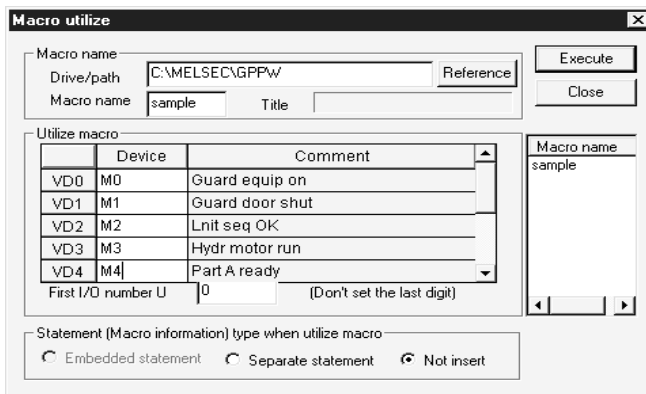 Macro utilize
Macro name
Drive/path C:\MELSEC\GPPW Reference
Macro name sample Title
Execute
Close
Utilize macro
Device Comment
VD0 M0 Guard equip on
VD1 M1 Guard door shut
VD2 M2 Lnit seq OK
VD3 M3 Hydr motor run
VD4 M4 Part A ready
First I/O number U 0 (Don't set the last digit)
Macro name
sample
Statement (Macro information) type when utilize macro
Embedded statement Separate statement Not insert